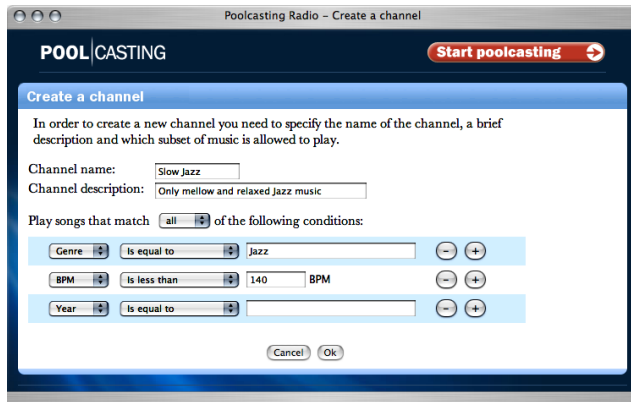 Poolcasting Radio – Create a channel
POOL|CASTING
Start poolcasting
Create a channel
In order to create a new channel you need to specify the name of the channel, a brief
description and which subset of music is allowed to play.
Channel name: Slow Jazz
Channel description: Only mellow and relaxed Jazz music
Play songs that match all of the following conditions:
Genre Is equal to Jazz - +
BPM Is less than 140 BPM - +
Year Is equal to - +
Cancel Ok